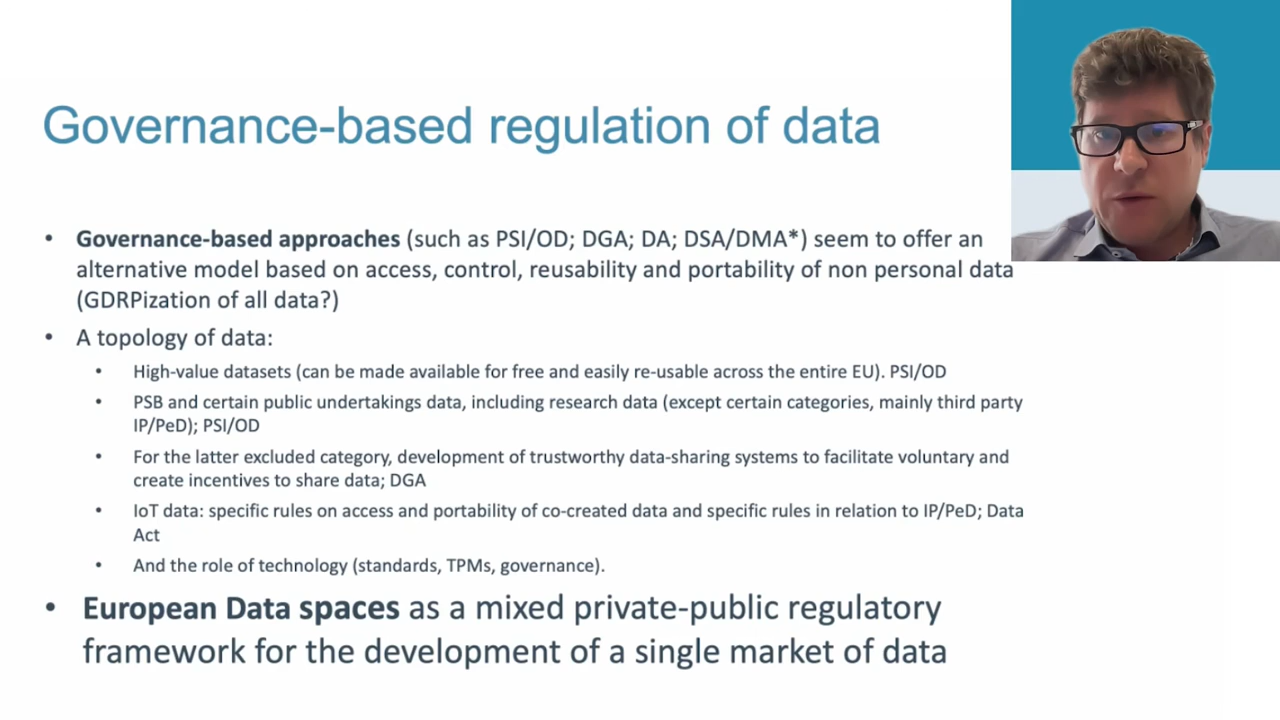 Governance-based regulation of data
• Governance-based approaches (such as PSI/OD; DGA; DA; DSA/DMA*) seem to offer an
alternative model based on access, control, reusability and portability of non personal data
(GDRPization of all data?)
• A topology of data:
• High-value datasets (can be made available for free and easily re-usable across the entire EU). PSI/OD
• PSB and certain public undertakings data, including research data (except certain categories, mainly third party
IP/PeD); PSI/OD
• For the latter excluded category, development of trustworthy data-sharing systems to facilitate voluntary and
create incentives to share data; DGA
• IoT data: specific rules on access and portability of co-created data and specific rules in relation to IP/PeD; Data
Act
• And the role of technology (standards, TPMs, governance).
• European Data spaces as a mixed private-public regulatory
framework for the development of a single market of data